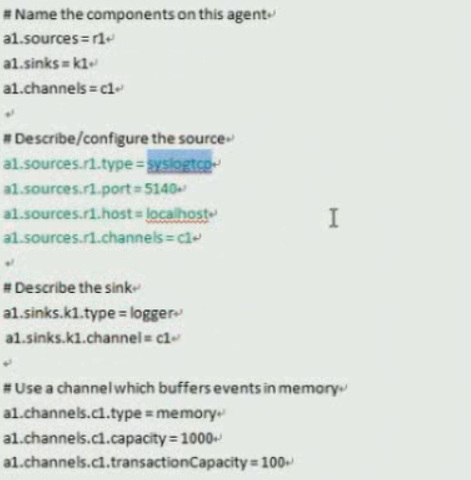 # Name the components on this agent
a1.sources = r1
a1.sinks = k1
a1.channels = c1
# Describe/configure the source
a1.sources.r1.type = syslogtcp
a1.sources.r1.port = 5140
a1.sources.r1.host = localhost
a1.sources.r1.channels = c1
# Describe the sink
a1.sinks.k1.type = logger
a1.sinks.k1.channel = c1
# Use a channel which buffers events in memory
a1.channels.c1.type = memory
a1.channels.c1.capacity = 1000
a1.channels.c1.transactionCapacity = 100